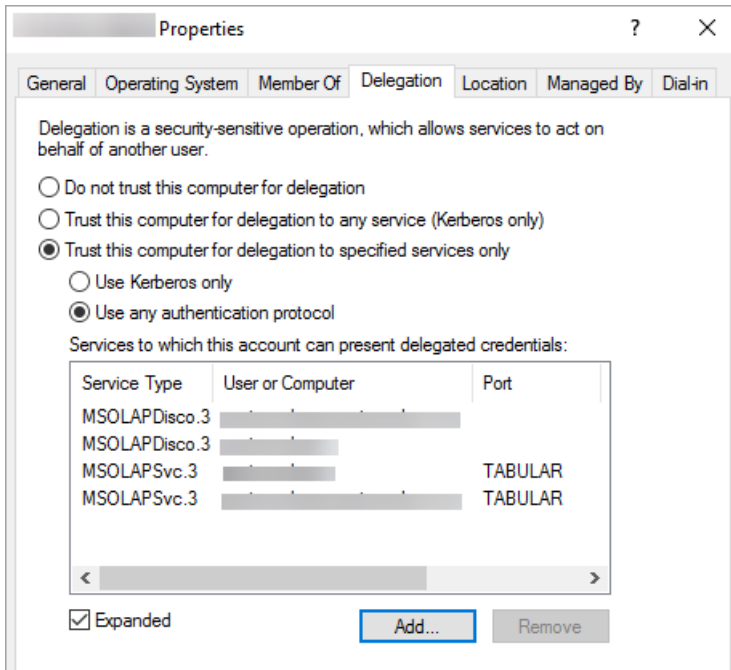 Properties ? X
General Operating System Member Of Delegation Location Managed By Dial-in
Delegation is a security-sensitive operation, which allows services to act on
behalf of another user.
Do not trust this computer for delegation
Trust this computer for delegation to any service (Kerberos only)
Trust this computer for delegation to specified services only
Use Kerberos only
Use any authentication protocol
Services to which this account can present delegated credentials:
Service Type User or Computer Port
MSOLAPDisco.3
MSOLAPDisco.3
MSOLAPSvc.3 TABULAR
MSOLAPSvc.3 TABULAR
Expanded Add... Remove